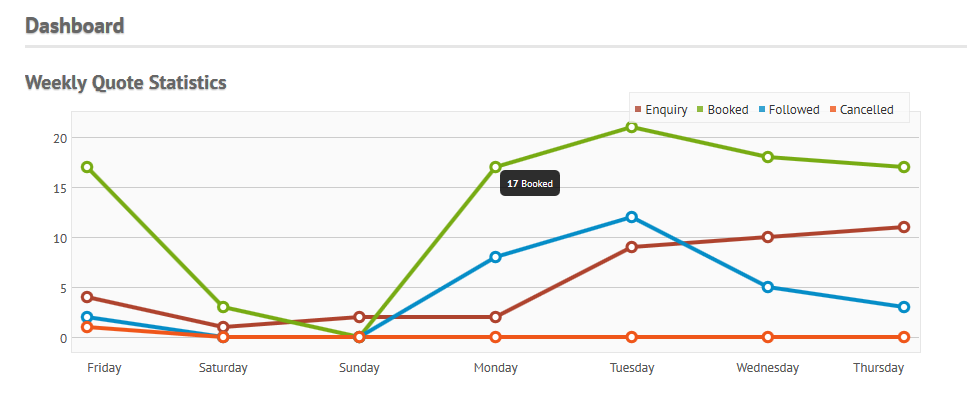 Dashboard
Weekly Quote Statistics
Enquiry Booked Followed Cancelled
20
15
10
5
0
17 Booked
Friday Saturday Sunday Monday Tuesday Wednesday Thursday